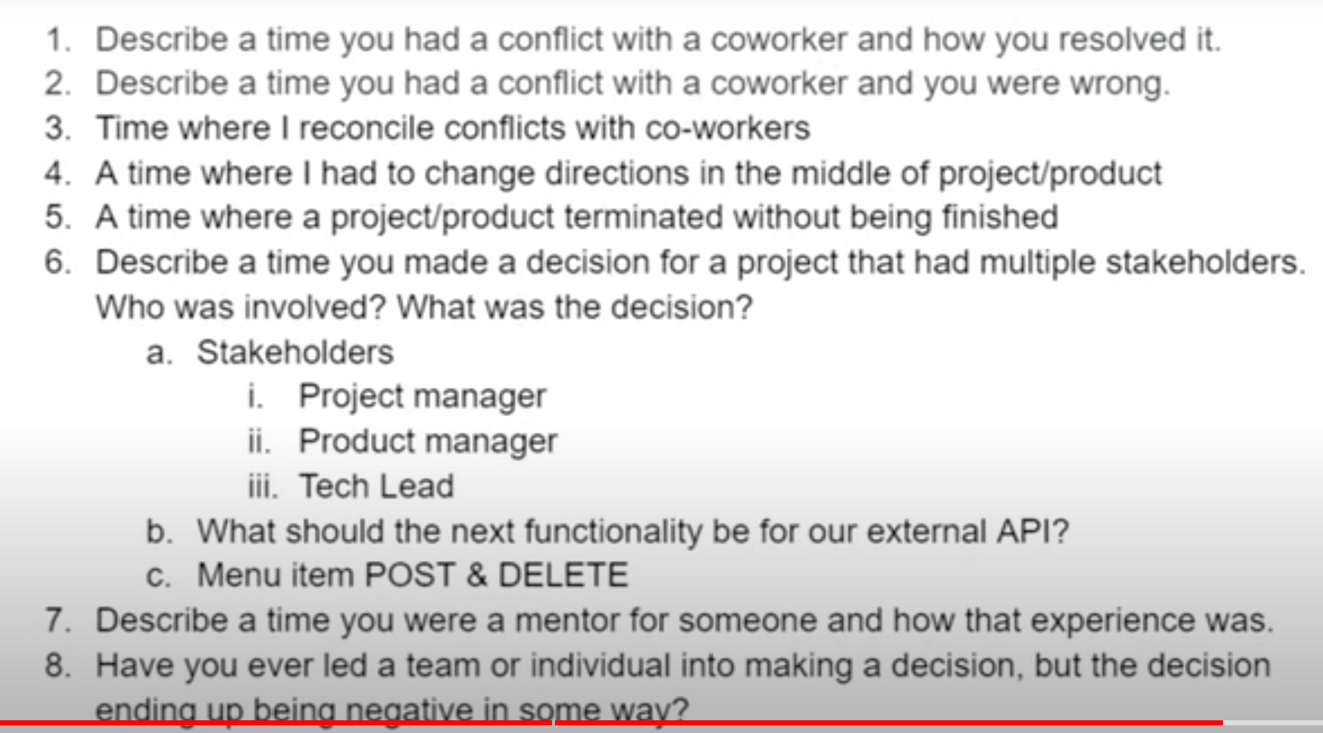 1. Describe a time you had a conflict with a coworker and how you resolved it.
2. Describe a time you had a conflict with a coworker and you were wrong.
3. Time where I reconcile conflicts with co-workers
4. A time where I had to change directions in the middle of project/product
5. A time where a project/product terminated without being finished
6. Describe a time you made a decision for a project that had multiple stakeholders.
Who was involved? What was the decision?
a. Stakeholders
i. Project manager
ii. Product manager
iii. Tech Lead
b. What should the next functionality be for our external API?
c. Menu item POST & DELETE
7. Describe a time you were a mentor for someone and how that experience was.
8. Have you ever led a team or individual into making a decision, but the decision
ending up being negative in some way?